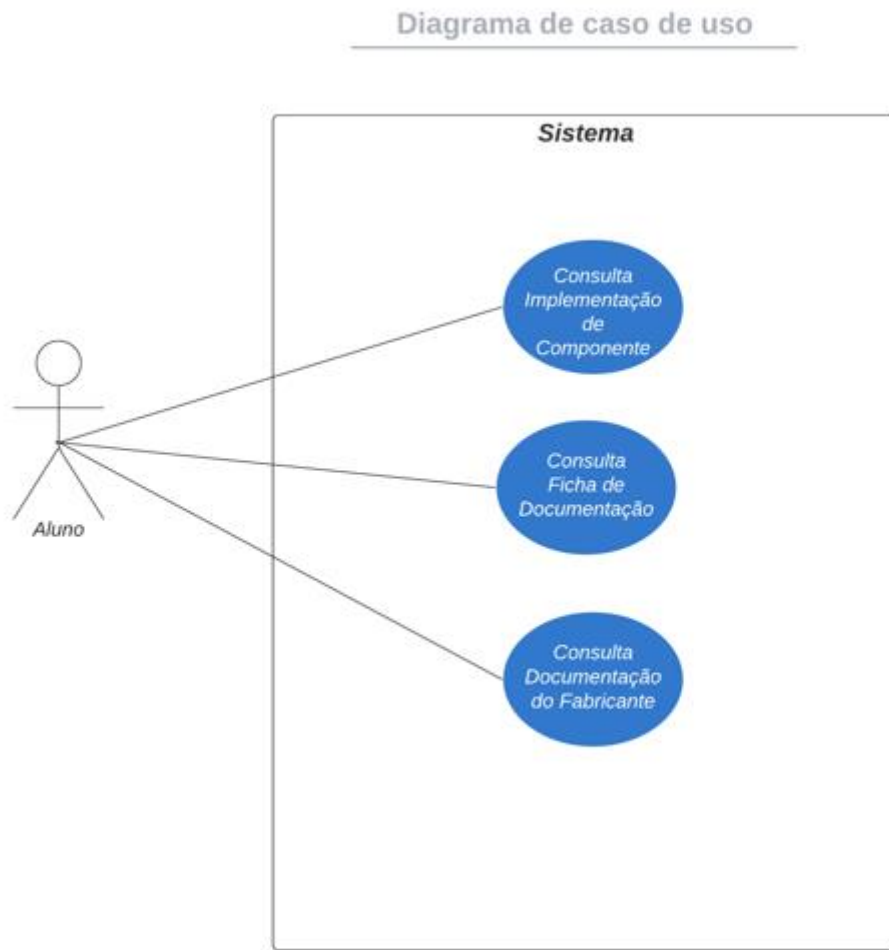 Diagrama de caso de uso
Sistema
Consulta
Implementação
de
Componente
Consulta
Ficha de
Documentação
Aluno
Consulta
Documentação
do Fabricante